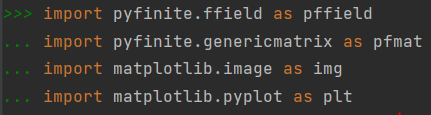 >>> import pyfinite.ffield as pffield
... import pyfinite.genericmatrix as pfmat
... import matplotlib.image as img
... import matplotlib.pyplot as plt